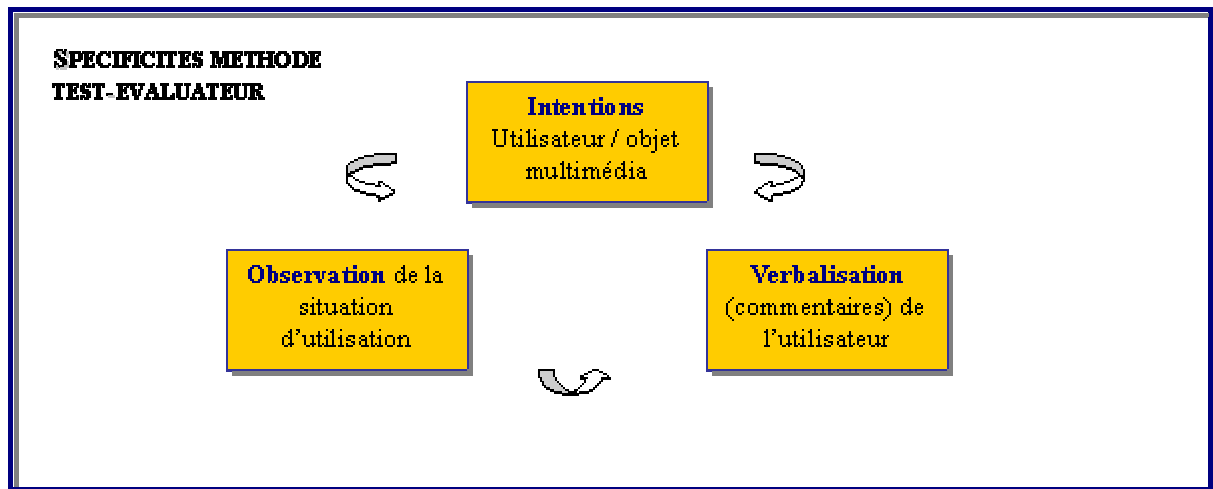 SPECIFICITES METHODE
TEST-EVALUATEUR
Intentions
Utilisateur / objet
multimédia
Observation de la
situation
d'utilisation
Verbalisation
(commentaires) de
l'utilisateur